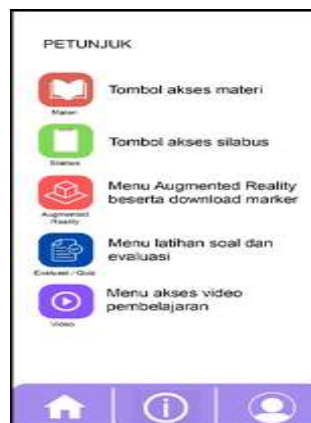 PETUNJUK
Tombol akses materi
Materi
Tombol akses silabus
Silabus
Menu Augmented Reality
beserta download marker
Augmented
Reality
Menu latihan soal dan
evaluasi
Evaluasi / Quiz
Menu akses video
pembelajaran
Video